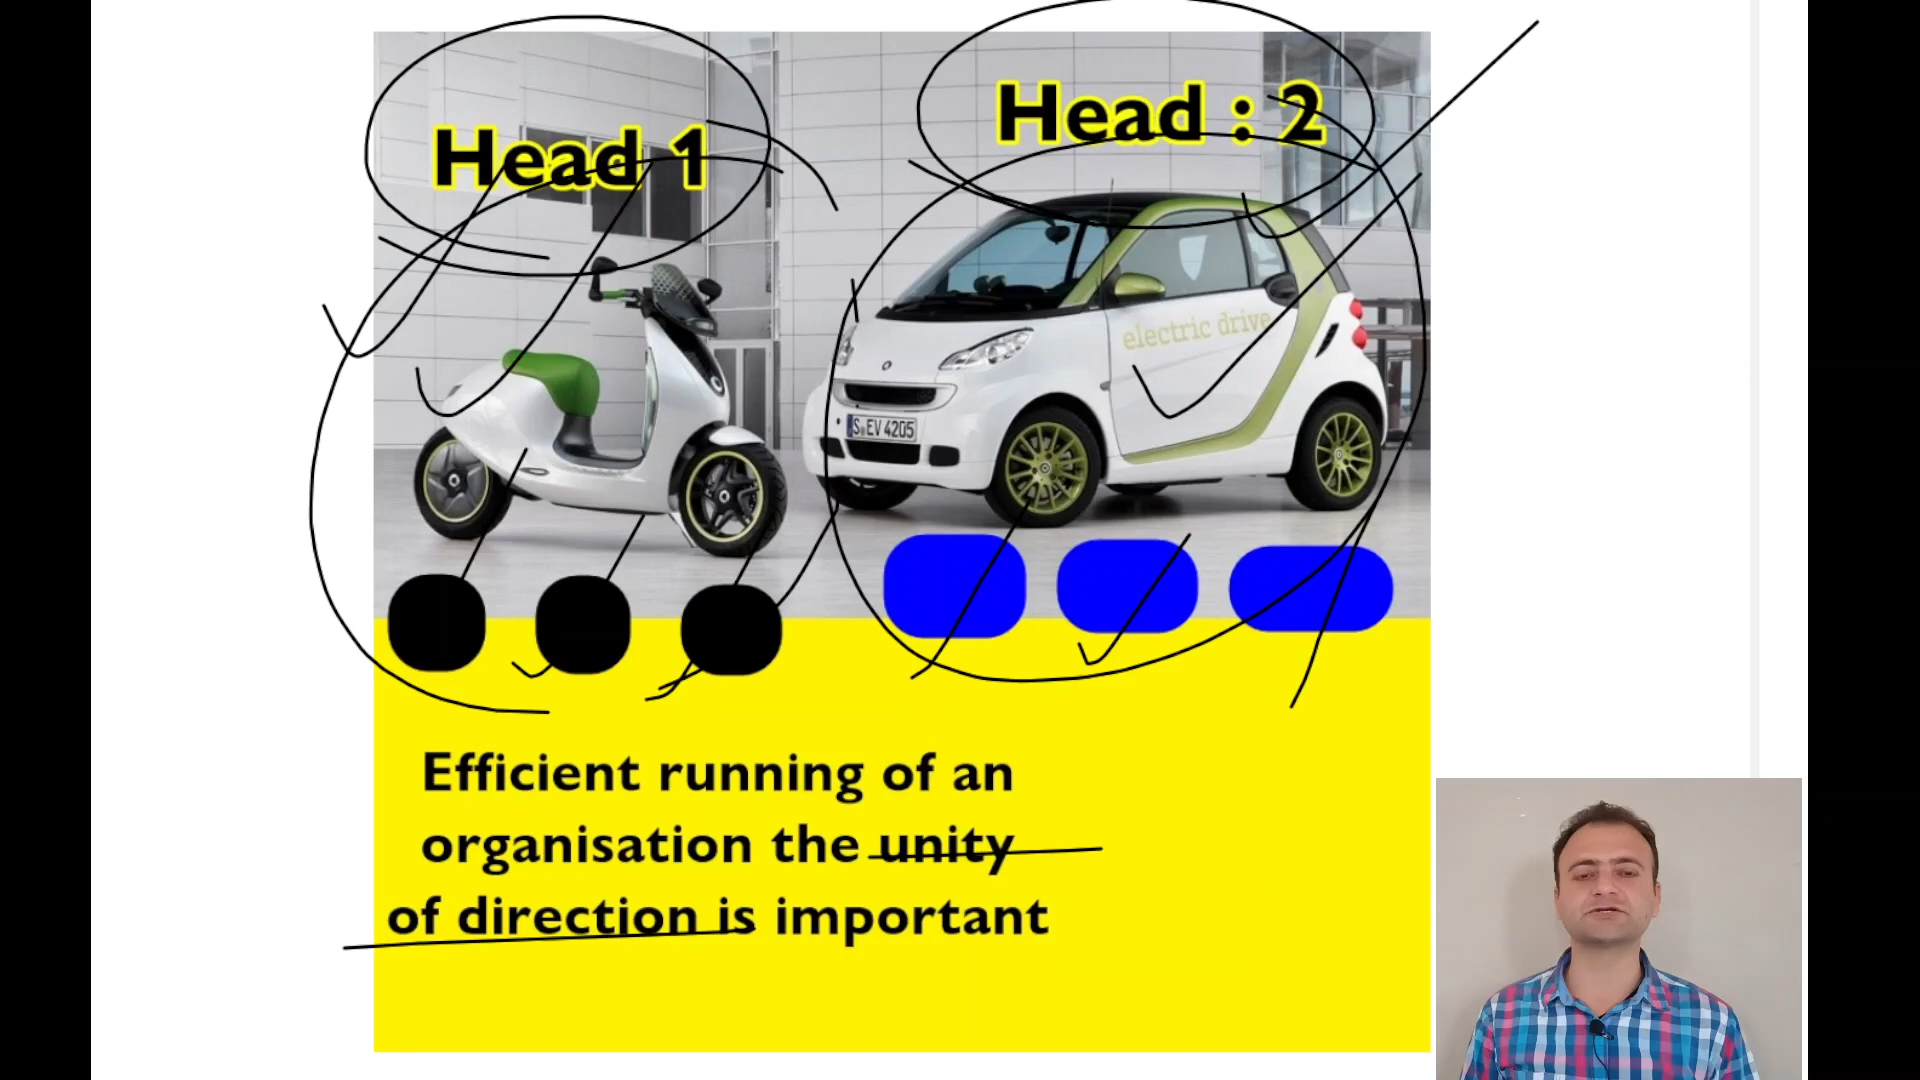 Head 1
Head : 2
electric drive
S EV 4205
Efficient running of an
organisation the unity
of direction is important